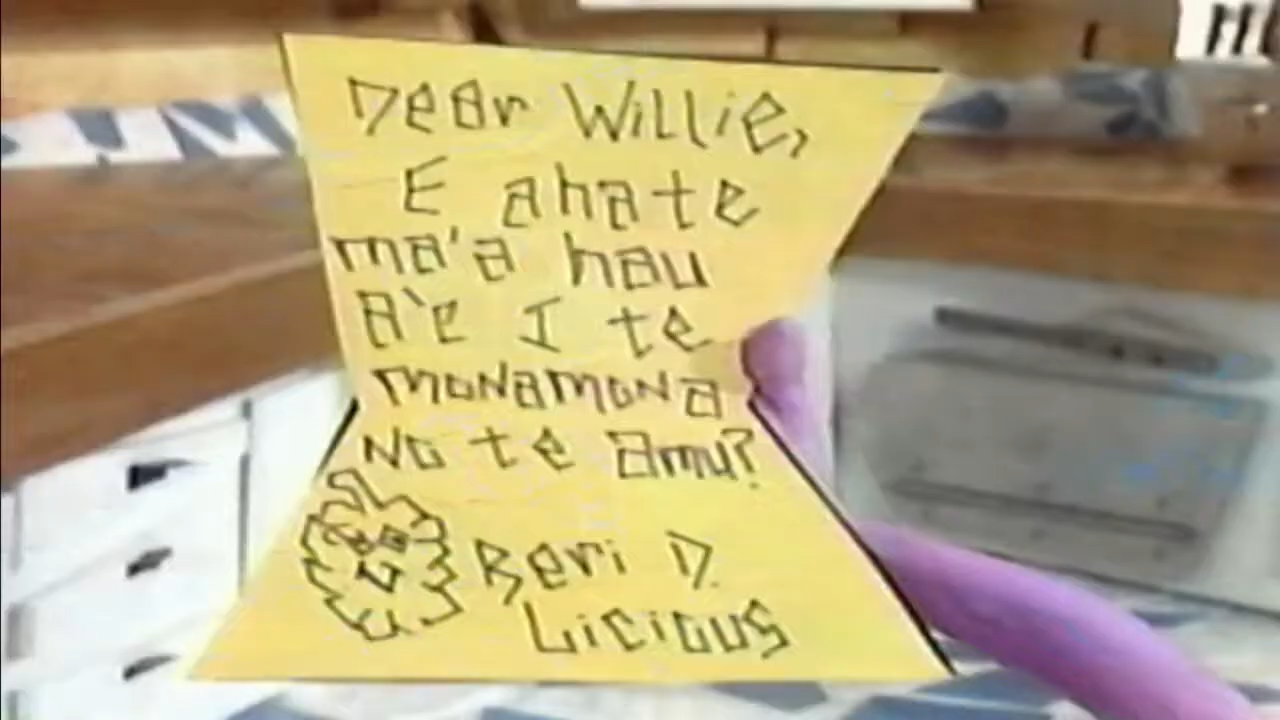 Dear Willie,
E ahate
ma'a hau
A'e I te
monamona
no te amu?
Beri D.
Licious